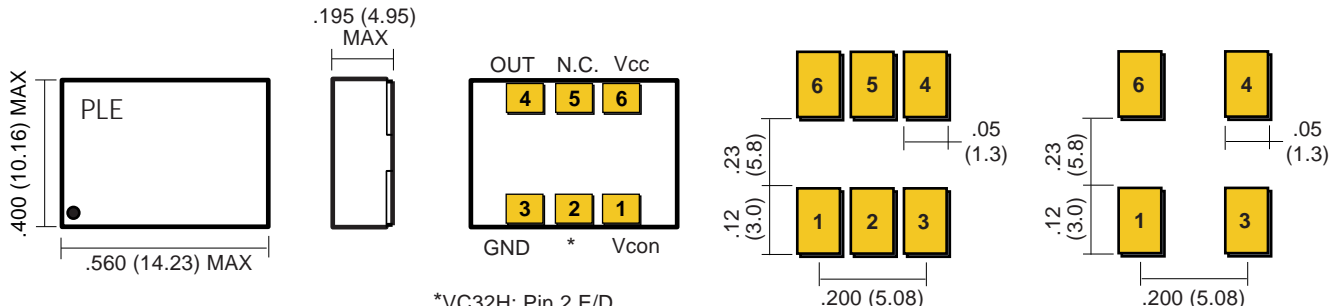 .400 (10.16) MAX
PLE
.560 (14.23) MAX
.195 (4.95)
MAX
OUT N.C. Vcc
4 5 6
3 2 1
GND * Vcon
*VC32H: Pin 2 E/D
6 5 4
.05
(1.3)
.23
(5.8)
.12
(3.0)
1 2 3
.200 (5.08)
6 4
.05
(1.3)
.23
(5.8)
.12
(3.0)
1 3
.200 (5.08)